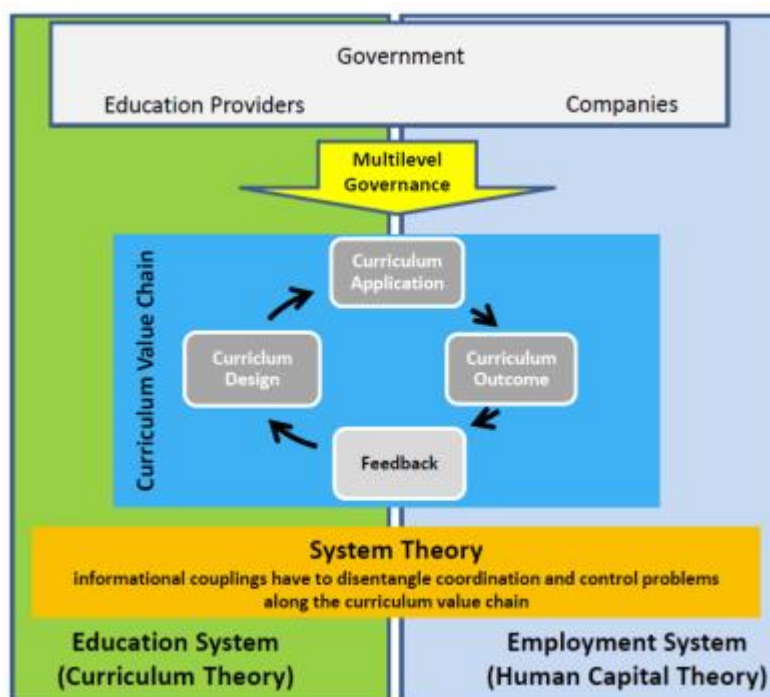 Government
Education Providers
Companies
Multilevel
Governance
Curriculum Value Chain
Curriculum
Application
Curriclum
Design
Curriculum
Outcome
Feedback
System Theory
informational couplings have to disentangle coordination and control problems
along the curriculum value chain
Education System
(Curriculum Theory)
Employment System
(Human Capital Theory)